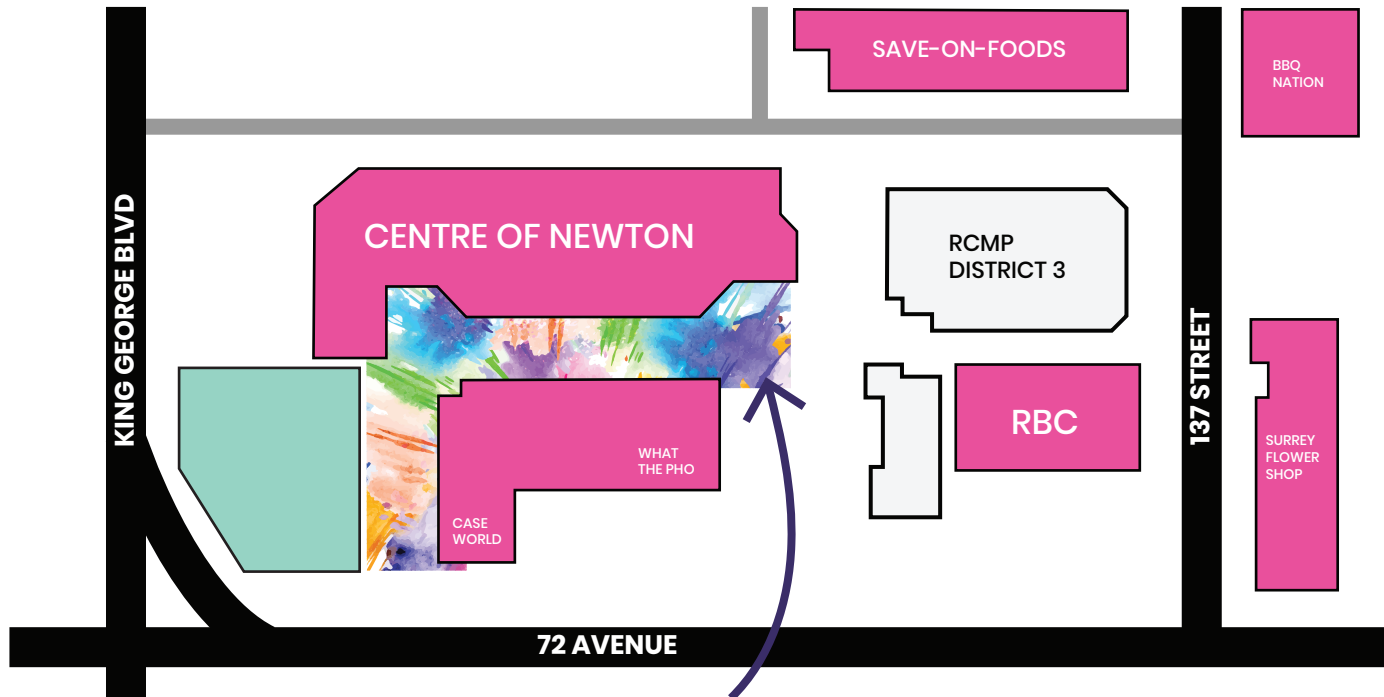 SAVE-ON-FOODS
BBQ
NATION
KING GEORGE BLVD
CENTRE OF NEWTON
RCMP
DISTRICT 3
137 STREET
RBC
WHAT
THE PHO
SURREY
FLOWER
SHOP
CASE
WORLD
72 AVENUE